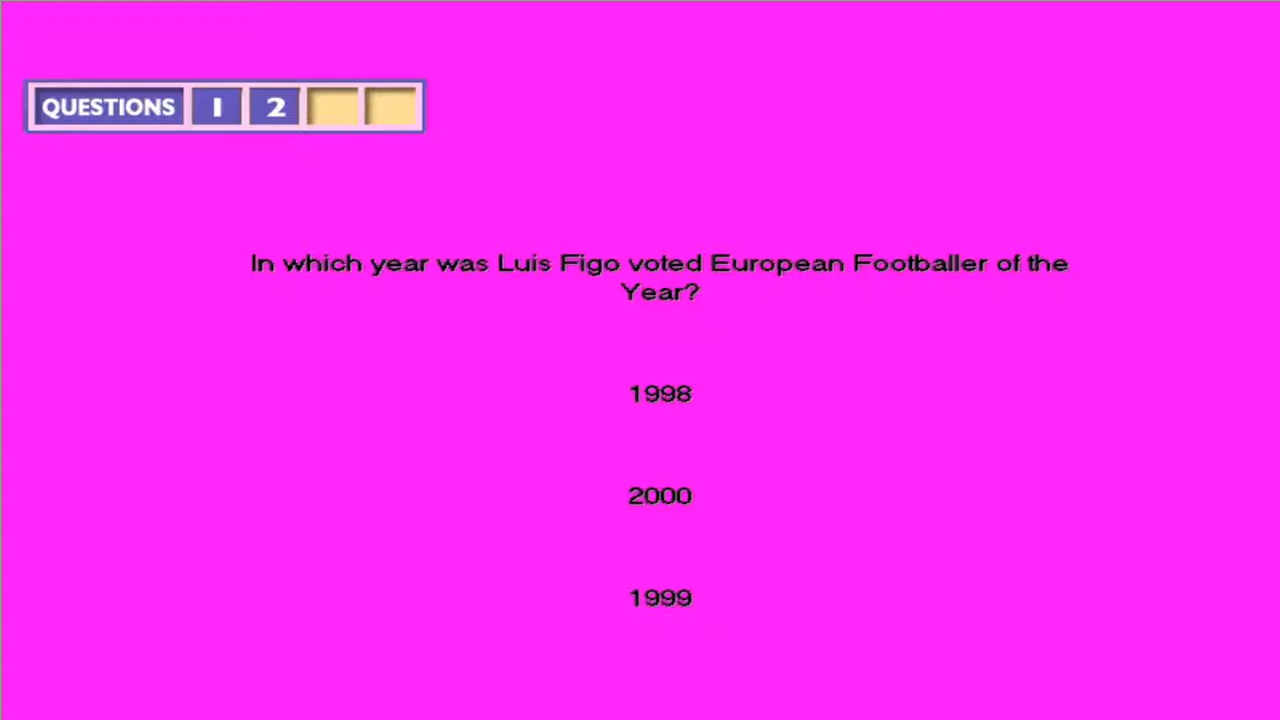 QUESTIONS 1 2
In which year was Luis Figo voted European Footballer of the
Year?
1998
2000
1999